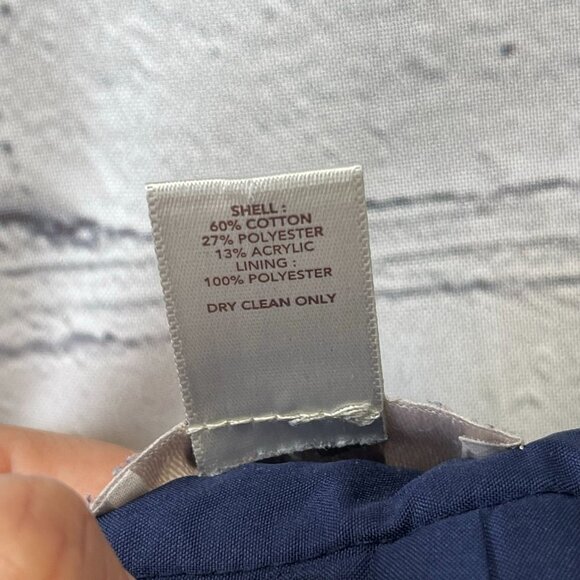 SHELL :
60% COTTON
27% POLYESTER
13% ACRYLIC
LINING :
100% POLYESTER
DRY CLEAN ONLY